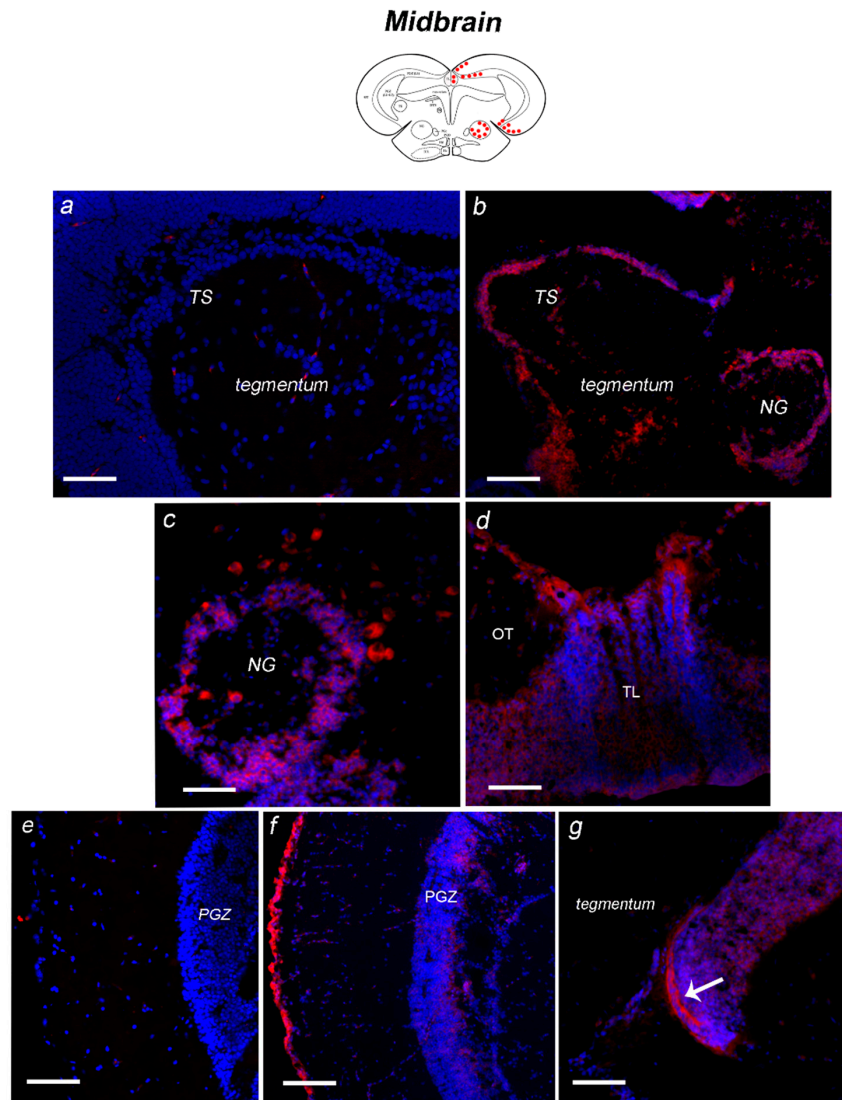 Midbrain
a
TS
tegmentum
b
TS
tegmentum
NG
c
NG
d
OT
TL
e
PGZ
f
PGZ
g
tegmentum